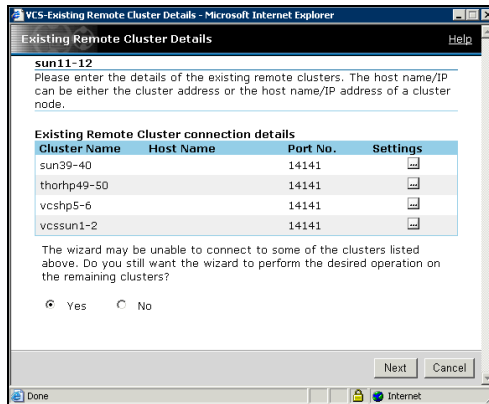 VCS-Existing Remote Cluster Details - Microsoft Internet Explorer
Existing Remote Cluster Details Help
sun11-12
Please enter the details of the existing remote clusters. The host name/IP
can be either the cluster address or the host name/IP address of a cluster
node.
Existing Remote Cluster connection details
Cluster Name Host Name Port No. Settings
sun39-40 14141 ...
thorhp49-50 14141 ...
vcshp5-6 14141 ...
vcssun1-2 14141 ...
The wizard may be unable to connect to some of the clusters listed
above. Do you still want the wizard to perform the desired operation on
the remaining clusters?
Yes No
Next Cancel
Done Internet